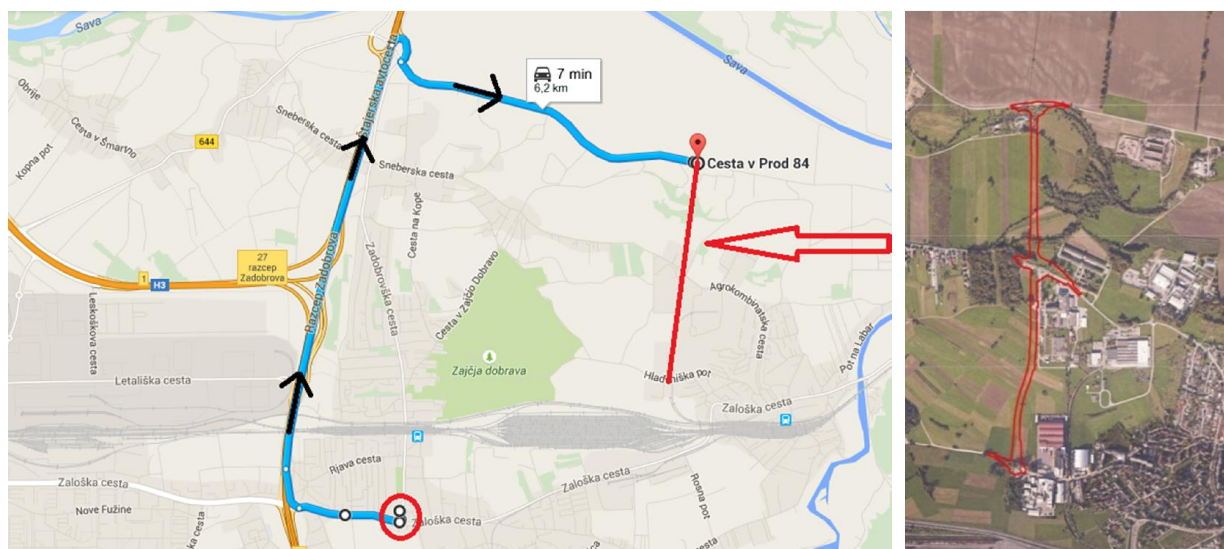 Sava
Obrije
Cesta v Šmartno
Kopna pot
644
Sneberska cesta
Štajerska avtocesta
7 min
6,2 km
Sava
Sneberska cesta
Cesta v Prod 84
Cesta na Kope
Zadobrovška cesta
27
razcep
Zadobrova
1
H3
Razcep Zadobrova
Leskoškova cesta
Cesta v Zajčjo Dobravo
Agrokombinatska cesta
Letališka cesta
Zajčja dobrava
Hladilniška pot
Pot na Labar
Zaloška cesta
Rjava cesta
Zaloška cesta
Zaloška cesta
Nove Fužine
Zaloška cesta
Rosna pot
cesta